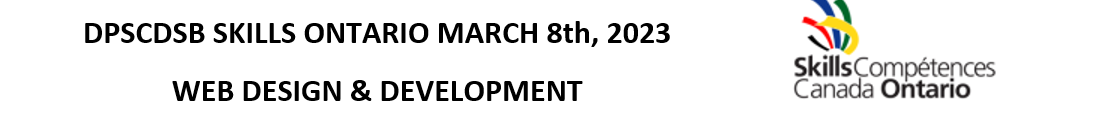 DPSCDSB SKILLS ONTARIO MARCH 8th, 2023
WEB DESIGN & DEVELOPMENT
SkillsCompétences
Canada Ontario